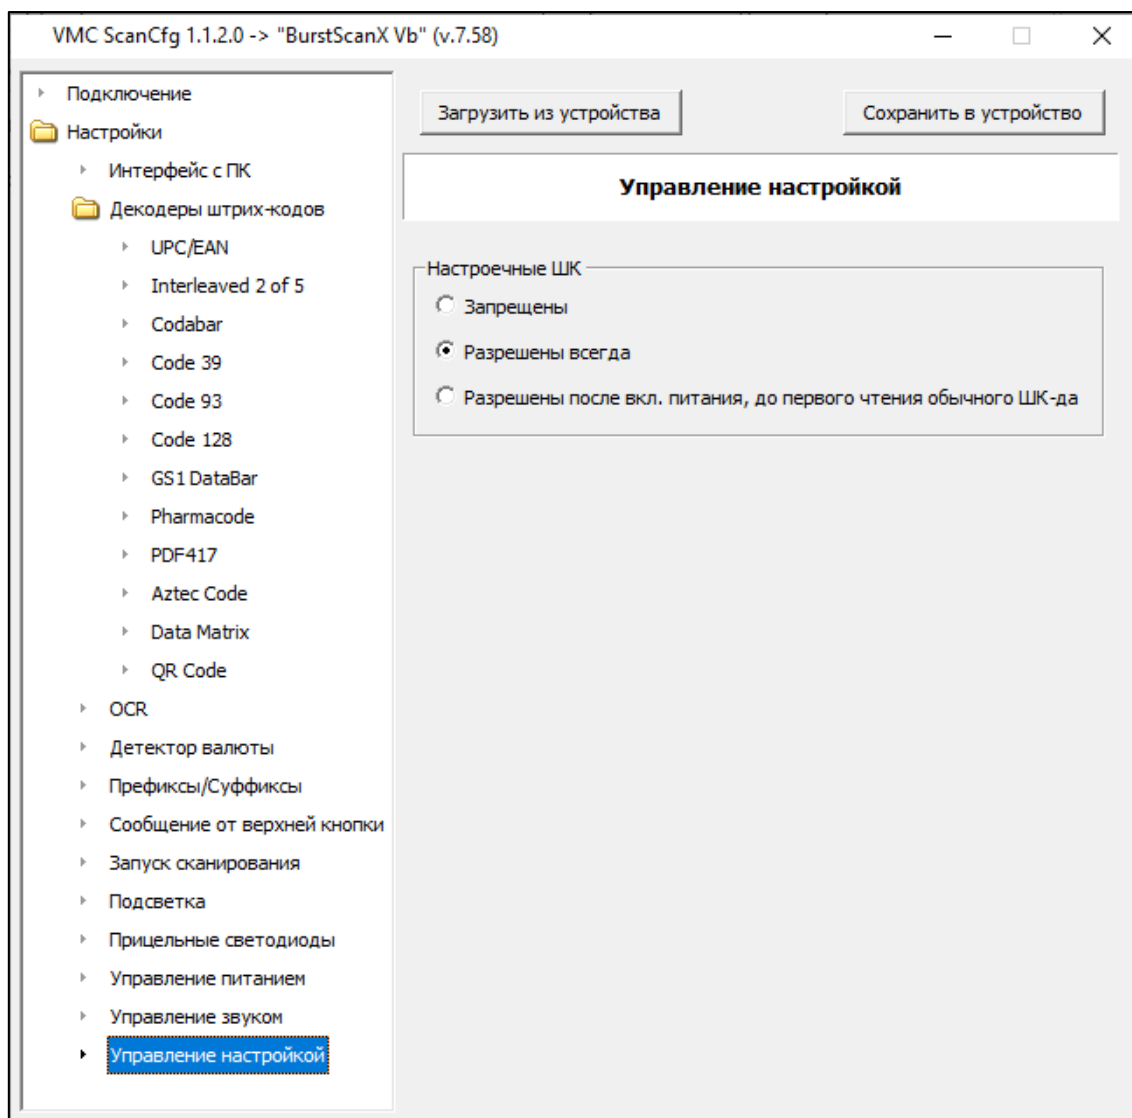 VMC ScanCfg 1.1.2.0 -> "BurstScanX Vb" (v.7.58)
Подключение
Настройки
Интерфейс с ПК
Декодеры штрих-кодов
UPC/EAN
Interleaved 2 of 5
Codabar
Code 39
Code 93
Code 128
GS1 DataBar
Pharmacode
PDF417
Aztec Code
Data Matrix
QR Code
OCR
Детектор валюты
Префиксы/Суффиксы
Сообщение от верхней кнопки
Запуск сканирования
Подсветка
Прицельные светодиоды
Управление питанием
Управление звуком
Управление настройкой
Загрузить из устройства
Сохранить в устройство
Управление настройкой
Настроечные ШК
Запрещены
Разрешены всегда
Разрешены после вкл. питания, до первого чтения обычного ШК-да